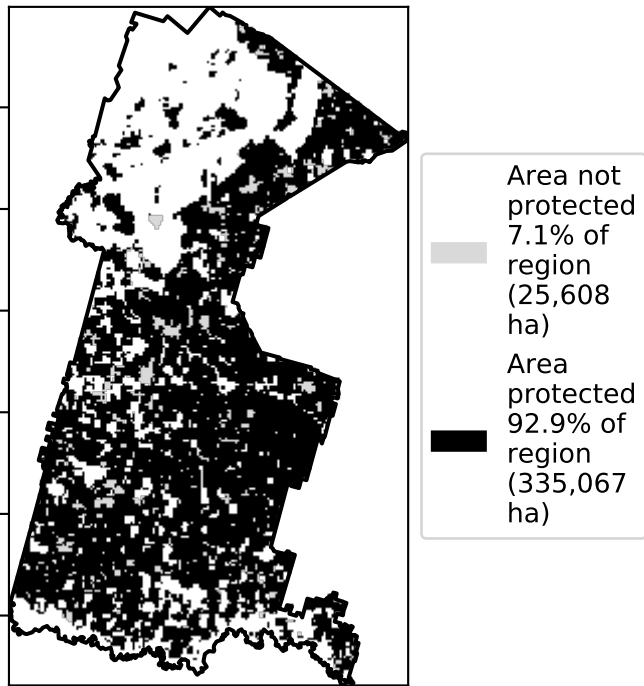 Area not
protected
7.1% of
region
(25,608
ha)
Area
protected
92.9% of
region
(335,067
ha)